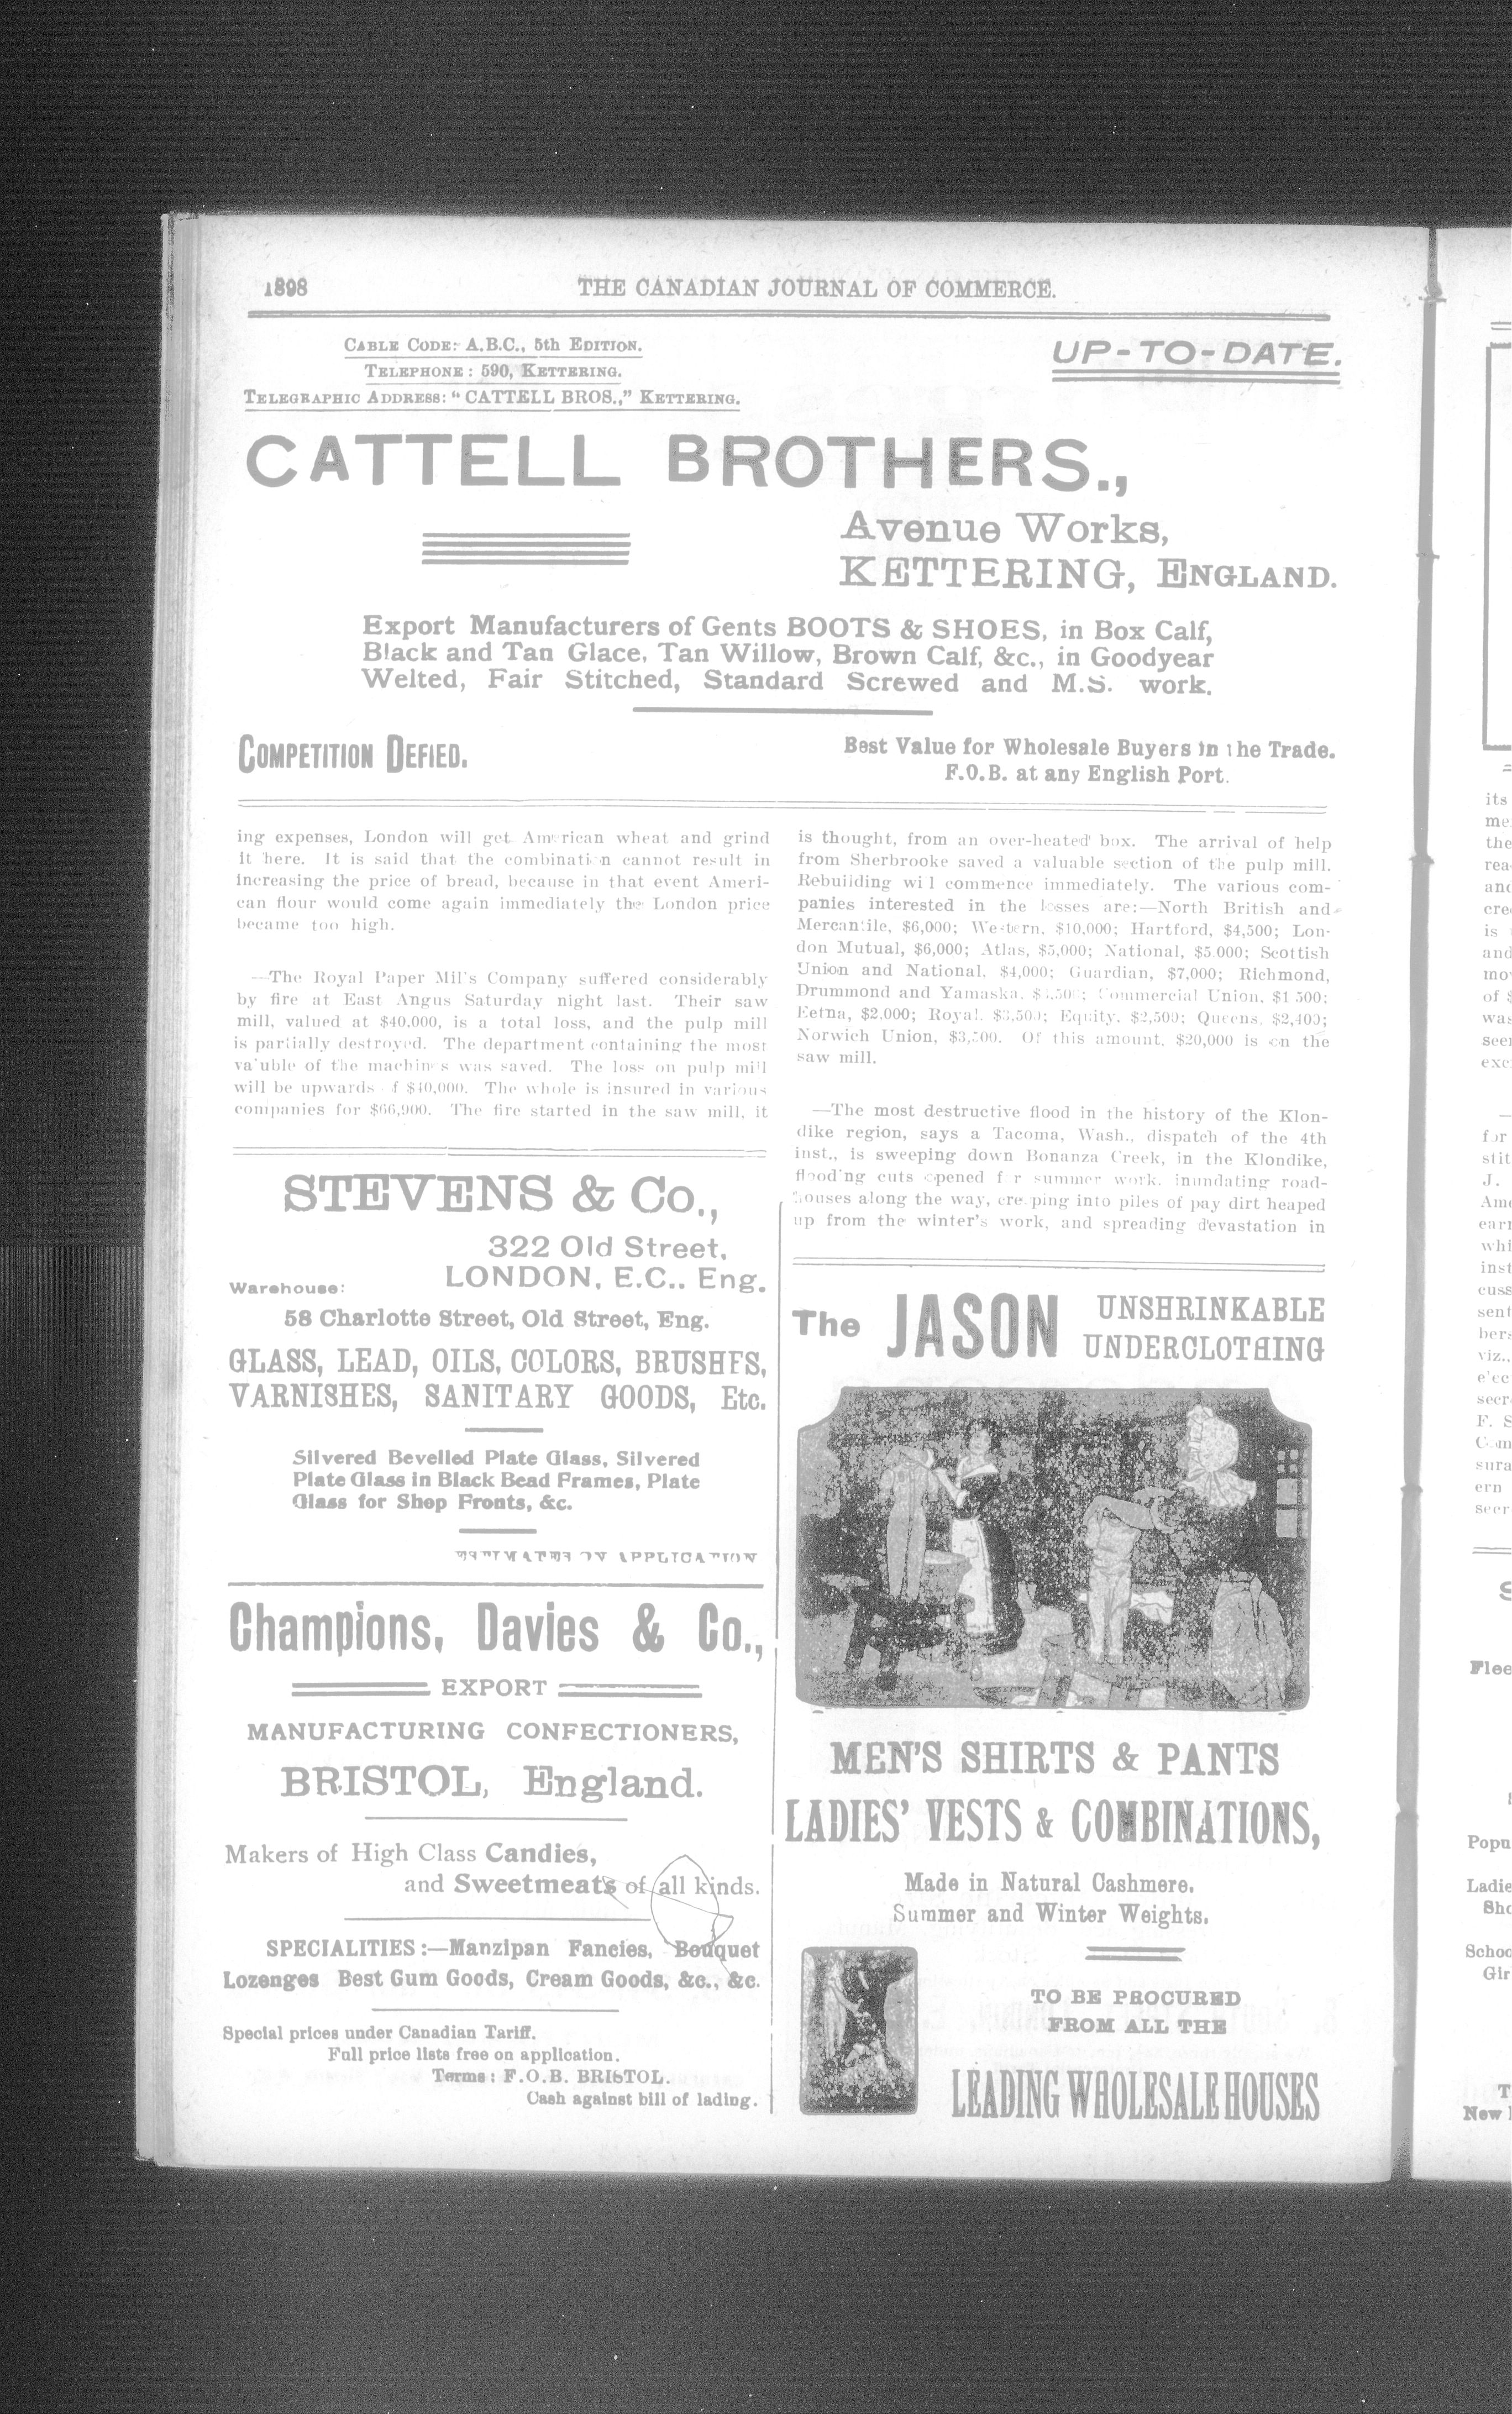 1898
THE CANADIAN JOURNAL OF COMMERCE.
CABLE CODE: A.B.C., 5th EDITION.
TELEPHONE: 590, KETTERING.
TELEGRAPHIC ADDRESS: "CATTELL BROS.," KETTERING.
UP-TO-DATE.
CATTELL BROTHERS.,
Avenue Works,
KETTERING, ENGLAND.
Export Manufacturers of Gents BOOTS & SHOES, in Box Calf,
Black and Tan Glace, Tan Willow, Brown Calf, &c., in Goodyear
Welted, Fair Stitched, Standard Screwed and M.S. work.
COMPETITION DEFIED.
Best Value for Wholesale Buyers in the Trade.
F.O.B. at any English Port.
ing expenses, London will get American wheat and grind
it here. It is said that the combination cannot result in
increasing the price of bread, because in that event Ameri-
can flour would come again immediately the London price
became too high.
—The Royal Paper Mil's Company suffered considerably
by fire at East Angus Saturday night last. Their saw
mill, valued at $40,000, is a total loss, and the pulp mill
is partially destroyed. The department containing the most
va'uble of the machines was saved. The loss on pulp mill
will be upwards of $40,000. The whole is insured in various
companies for $66,900. The fire started in the saw mill, it
STEVENS & Co.,
322 Old Street,
LONDON, E.C.. Eng.
Warehouse:
58 Charlotte Street, Old Street, Eng.
GLASS, LEAD, OILS, COLORS, BRUSHES,
VARNISHES, SANITARY GOODS, Etc.
Silvered Bevelled Plate Glass, Silvered
Plate Glass in Black Bead Frames, Plate
Glass for Shop Fronts, &c.
ESTIMATES ON APPLICATION
Champions, Davies & Co.,
EXPORT
MANUFACTURING CONFECTIONERS,
BRISTOL, England.
Makers of High Class Candies,
and Sweetmeats of all kinds.
SPECIALITIES:—Manzipan Fancies, Bouquet
Lozenges Best Gum Goods, Cream Goods, &c., &c.
Special prices under Canadian Tariff.
Full price lists free on application.
Terms: F.O.B. BRISTOL.
Cash against bill of lading.
is thought, from an over-heated box. The arrival of help
from Sherbrooke saved a valuable section of the pulp mill.
Rebuilding will commence immediately. The various com-
panies interested in the losses are:—North British and
Mercantile, $6,000; Western, $10,000; Hartford, $4,500; Lon-
don Mutual, $6,000; Atlas, $5,000; National, $5.000; Scottish
Union and National, $4,000; Guardian, $7,000; Richmond,
Drummond and Yamaska, Commercial Union, $1 500;
Eetna, $2,000; Royal, $3,500; Equity, $2,500; Queens, $2,400;
Norwich Union, $3,500. Of this amount, $20,000 is on the
saw mill.
—The most destructive flood in the history of the Klon-
dike region, says a Tacoma, Wash., dispatch of the 4th
inst., is sweeping down Bonanza Creek, in the Klondike,
flood'ng cuts opened for summer work, inundating road-
houses along the way, creeping into piles of pay dirt heaped
up from the winter's work, and spreading devastation in
The JASON UNSHRINKABLE
UNDERCLOTHING
MEN'S SHIRTS & PANTS
LADIES' VESTS & COMBINATIONS,
Made in Natural Cashmere.
Summer and Winter Weights.
TO BE PROCURED
FROM ALL THE
LEADING WHOLESALE HOUSES